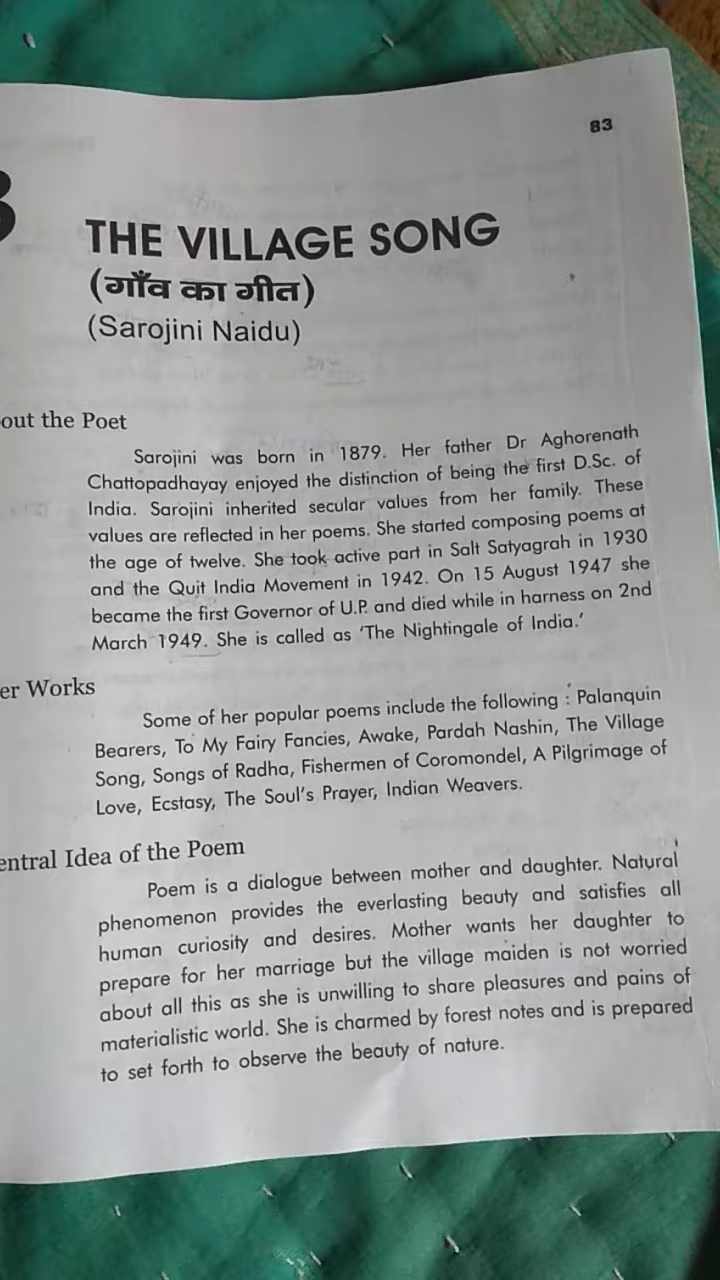 83
THE VILLAGE SONG
(गाँव का गीत)
(Sarojini Naidu)
out the Poet
Sarojini was born in 1879. Her father Dr Aghorenath
Chattopadhayay enjoyed the distinction of being the first D.Sc. of
India. Sarojini inherited secular values from her family. These
values are reflected in her poems. She started composing poems at
the age of twelve. She took active part in Salt Satyagrah in 1930
and the Quit India Movement in 1942. On 15 August 1947 she
became the first Governor of U.P. and died while in harness on 2nd
March 1949. She is called as ‘The Nightingale of India.’
er Works
Some of her popular poems include the following : Palanquin
Bearers, To My Fairy Fancies, Awake, Pardah Nashin, The Village
Song, Songs of Radha, Fishermen of Coromondel, A Pilgrimage of
Love, Ecstasy, The Soul’s Prayer, Indian Weavers.
entral Idea of the Poem
Poem is a dialogue between mother and daughter. Natural
phenomenon provides the everlasting beauty and satisfies all
human curiosity and desires. Mother wants her daughter to
prepare for her marriage but the village maiden is not worried
about all this as she is unwilling to share pleasures and pains of
materialistic world. She is charmed by forest notes and is prepared
to set forth to observe the beauty of nature.